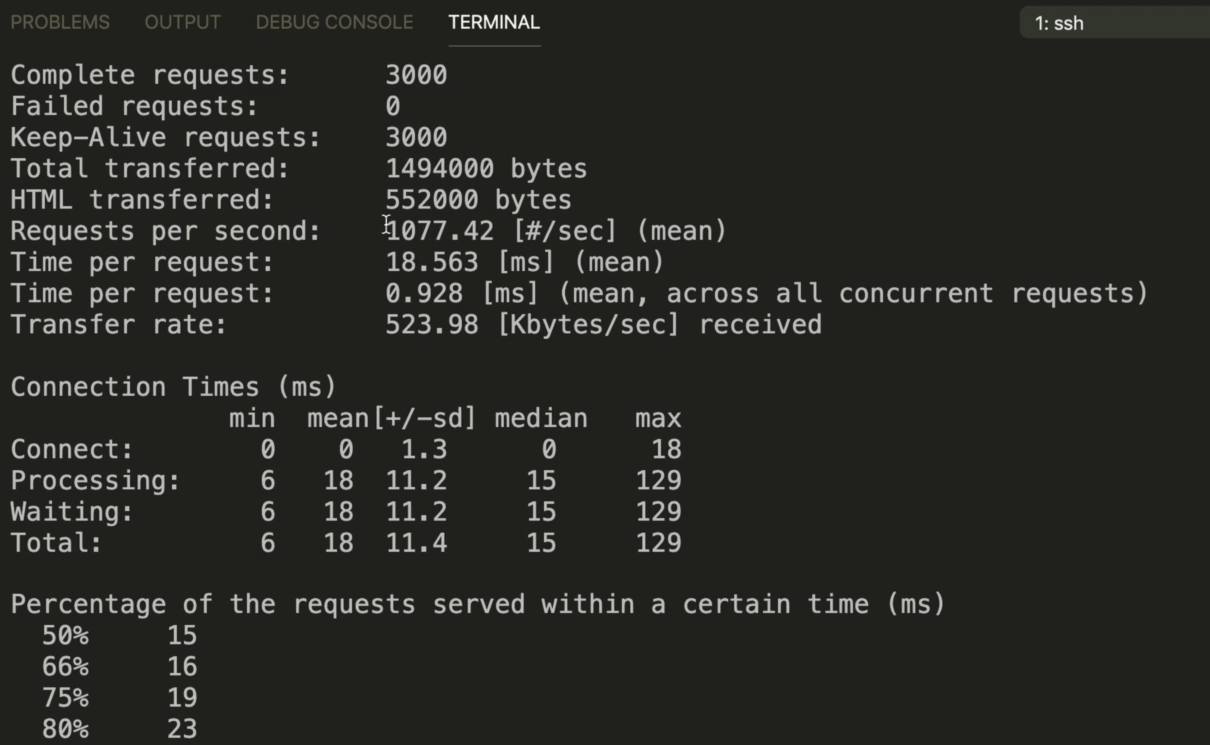 PROBLEMS OUTPUT DEBUG CONSOLE TERMINAL 1: ssh
Complete requests: 3000
Failed requests: 0
Keep-Alive requests: 3000
Total transferred: 1494000 bytes
HTML transferred: 552000 bytes
Requests per second: 1077.42 [#/sec] (mean)
Time per request: 18.563 [ms] (mean)
Time per request: 0.928 [ms] (mean, across all concurrent requests)
Transfer rate: 523.98 [Kbytes/sec] received
Connection Times (ms)
min mean[+/-sd] median max
Connect: 0 0 1.3 0 18
Processing: 6 18 11.2 15 129
Waiting: 6 18 11.2 15 129
Total: 6 18 11.4 15 129
Percentage of the requests served within a certain time (ms)
50% 15
66% 16
75% 19
80% 23